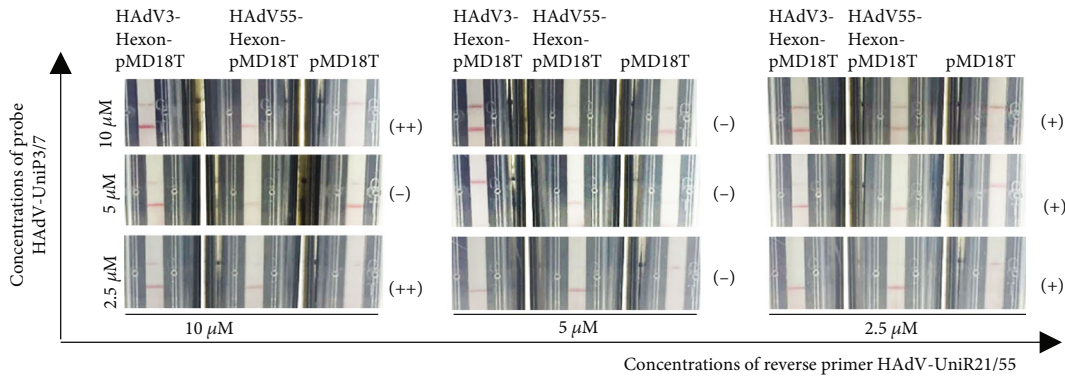 HAdV3-
Hexon-
pMD18T
HAdV55-
Hexon-
pMD18T
pMD18T
HAdV3-
Hexon-
pMD18T
HAdV55-
Hexon-
pMD18T
pMD18T
HAdV3-
Hexon-
pMD18T
HAdV55-
Hexon-
pMD18T
pMD18T
Concentrations of probe
HAdV-UniP3/7
10 μM
(++)
(–)
(+)
5 μM
(–)
(–)
(+)
2.5 μM
(++)
(–)
(+)
10 μM
5 μM
2.5 μM
Concentrations of reverse primer HAdV-UniR21/55